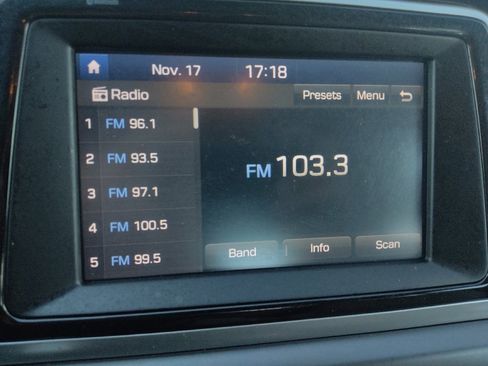 Nov. 17 17:18
Radio Presets Menu
1 FM 96.1
2 FM 93.5
3 FM 97.1
4 FM 100.5
5 FM 99.5
FM 103.3
Band Info Scan